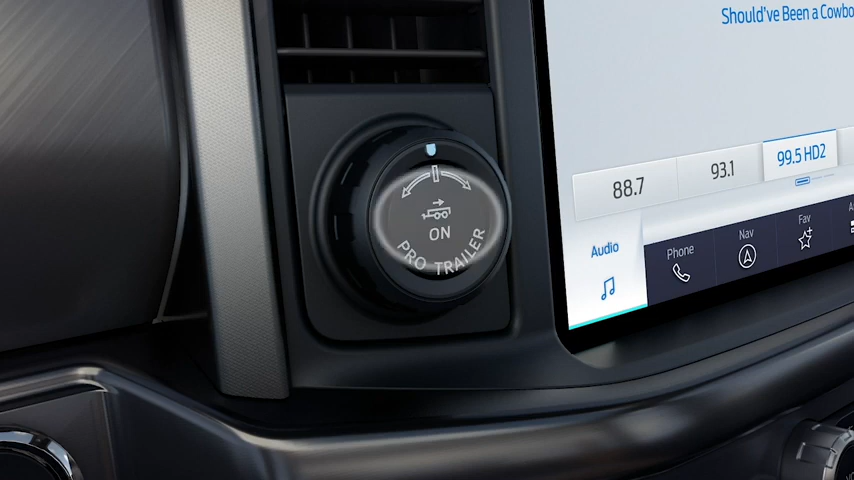 Should've Been a Cowbo
88.7
93.1
99.5 HD2
Audio
Phone
Nav
Fav
ON
PRO TRAILER